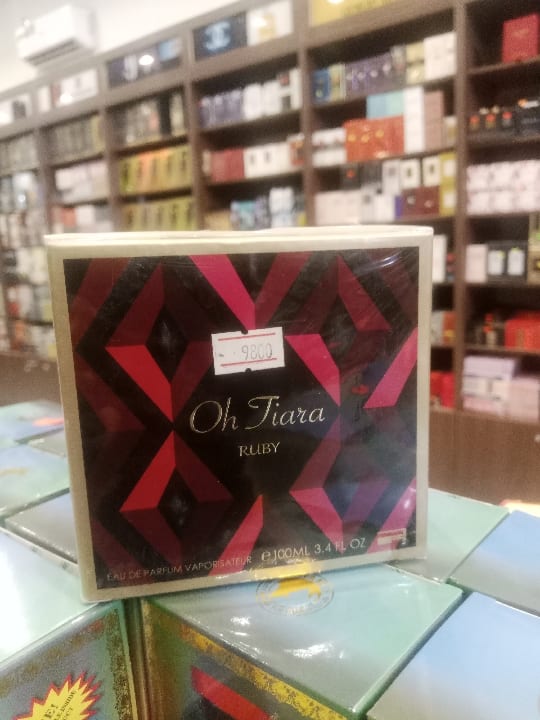 9800
Oh Tiara
RUBY
EAU DE PARFUM VAPORISATEUR ℮100ML 3.4 FL OZ